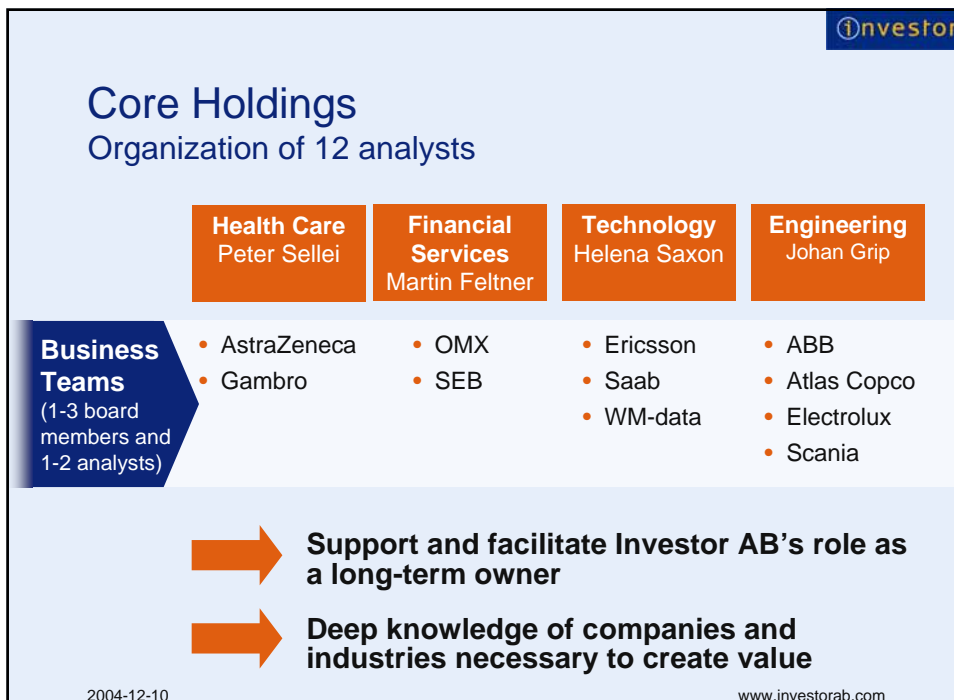 investor
Core Holdings
Organization of 12 analysts
Health Care
Peter Sellei
Financial
Services
Martin Feltner
Technology
Helena Saxon
Engineering
Johan Grip
Business
Teams
(1-3 board
members and
1-2 analysts)
• AstraZeneca
• Gambro
• OMX
• SEB
• Ericsson
• Saab
• WM-data
• ABB
• Atlas Copco
• Electrolux
• Scania
Support and facilitate Investor AB’s role as
a long-term owner
Deep knowledge of companies and
industries necessary to create value
2004-12-10
www.investorab.com